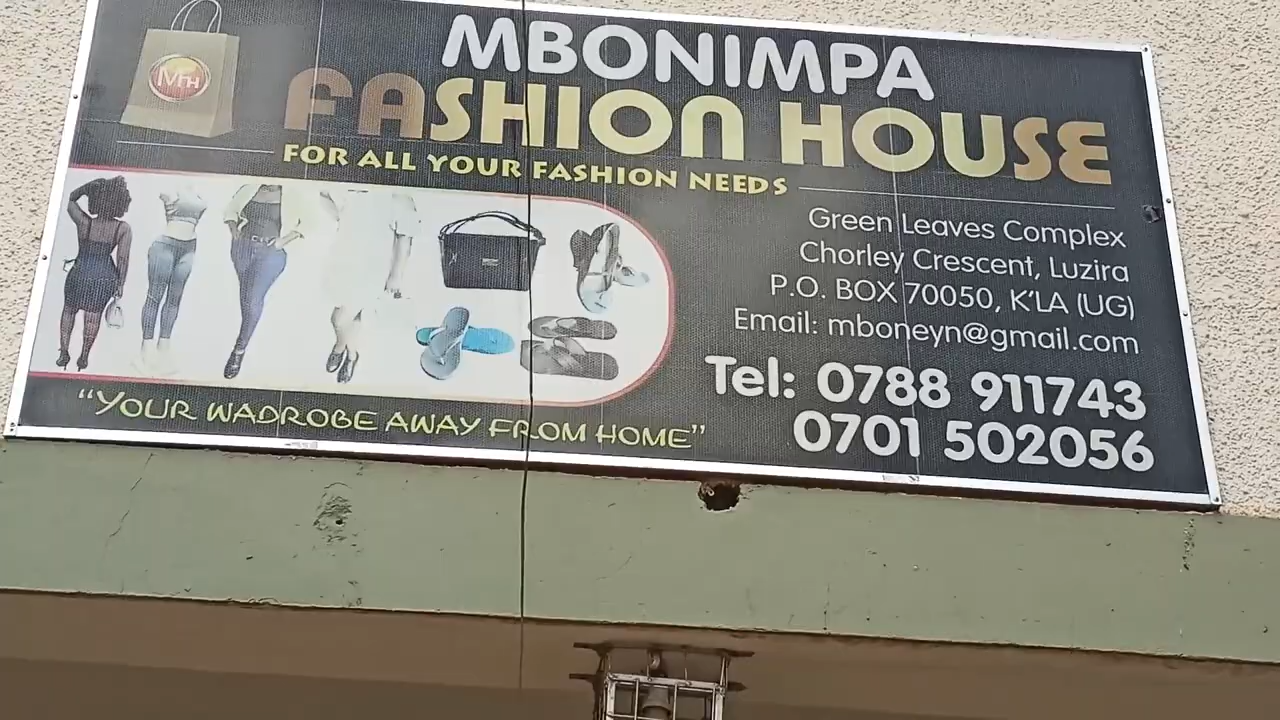 MFH
MBONIMPA
FASHION HOUSE
FOR ALL YOUR FASHION NEEDS
Green Leaves Complex
Chorley Crescent, Luzira
P.O. BOX 70050, K'LA (UG)
Email: mboneyn@gmail.com
Tel: 0788 911743
0701 502056
"YOUR WADROBE AWAY FROM HOME"